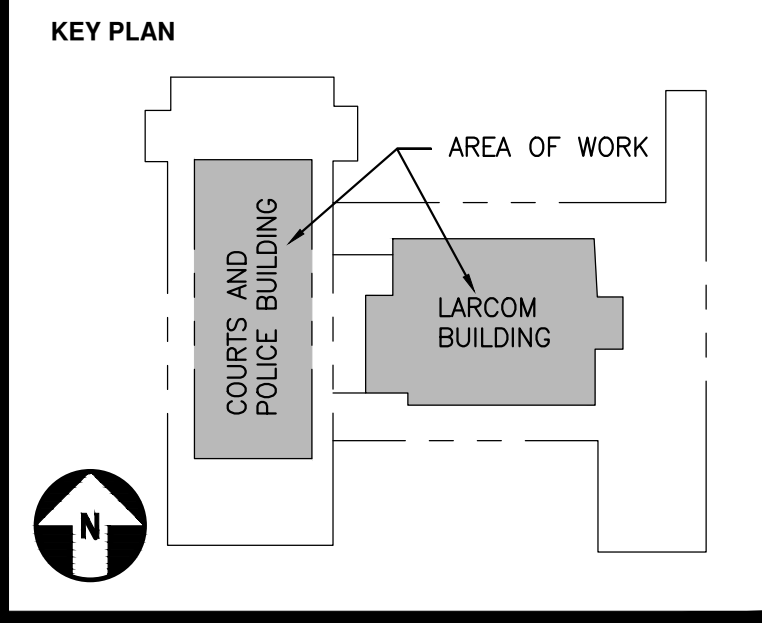 KEY PLAN
AREA OF WORK
COURTS AND
POLICE BUILDING
LARCOM
BUILDING
N